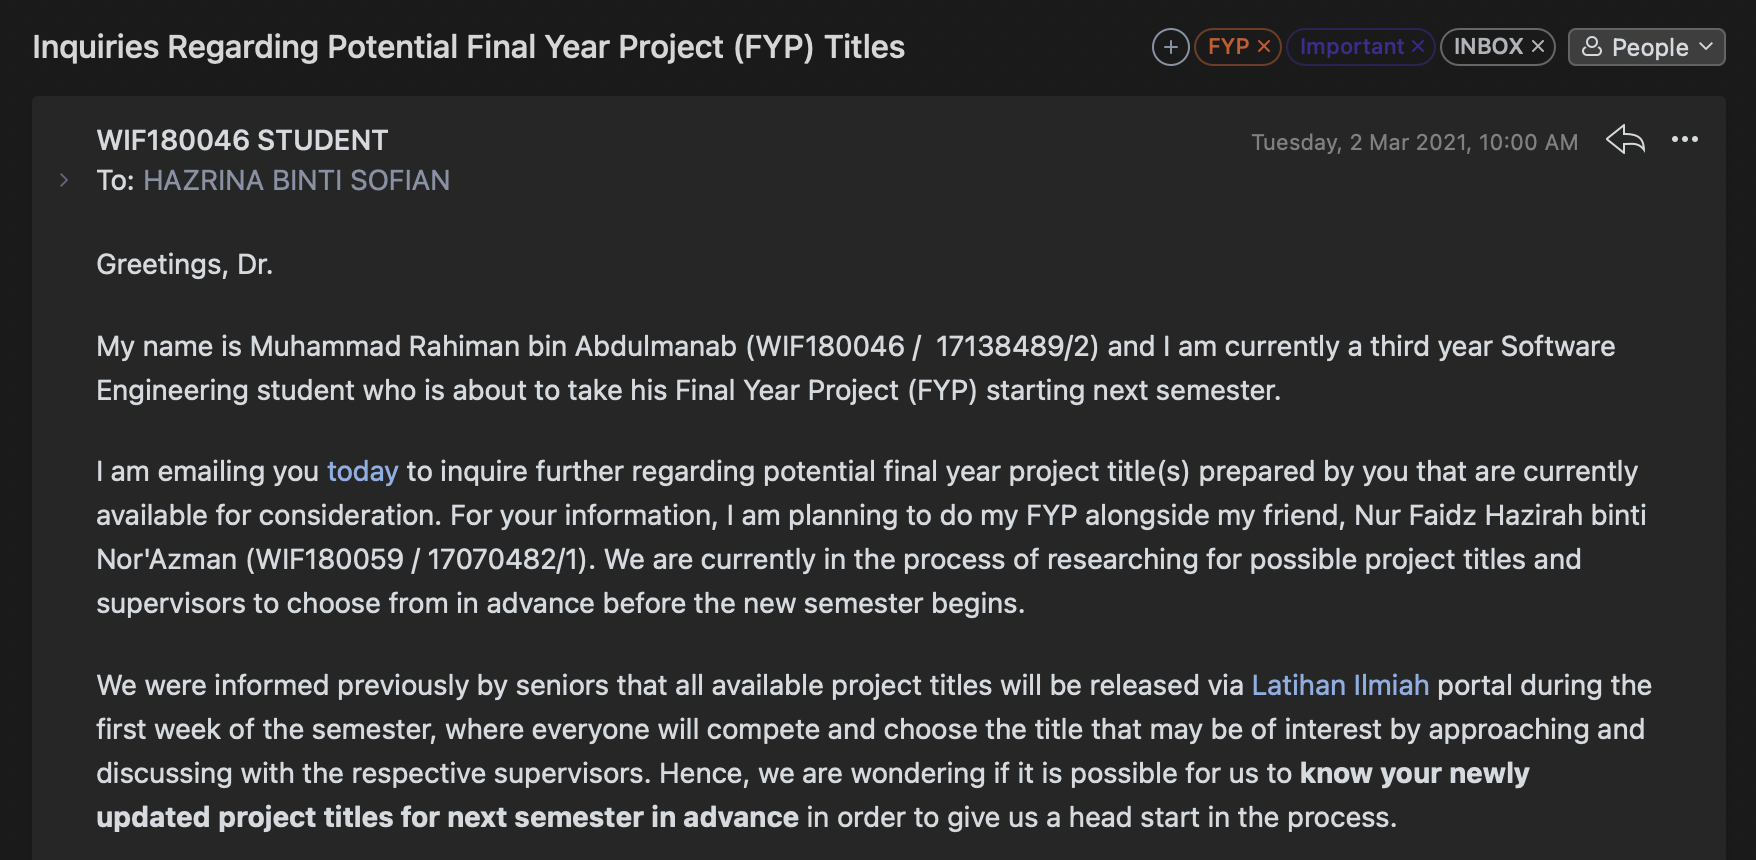 Inquiries Regarding Potential Final Year Project (FYP) Titles
FYP
Important
INBOX
People
WIF180046 STUDENT
Tuesday, 2 Mar 2021, 10:00 AM
To: HAZRINA BINTI SOFIAN
Greetings, Dr.
My name is Muhammad Rahiman bin Abdulmanab (WIF180046 /  17138489/2) and I am currently a third year Software
Engineering student who is about to take his Final Year Project (FYP) starting next semester.
I am emailing you today to inquire further regarding potential final year project title(s) prepared by you that are currently
available for consideration. For your information, I am planning to do my FYP alongside my friend, Nur Faidz Hazirah binti
Nor'Azman (WIF180059 / 17070482/1). We are currently in the process of researching for possible project titles and
supervisors to choose from in advance before the new semester begins.
We were informed previously by seniors that all available project titles will be released via Latihan Ilmiah portal during the
first week of the semester, where everyone will compete and choose the title that may be of interest by approaching and
discussing with the respective supervisors. Hence, we are wondering if it is possible for us to know your newly
updated project titles for next semester in advance in order to give us a head start in the process.